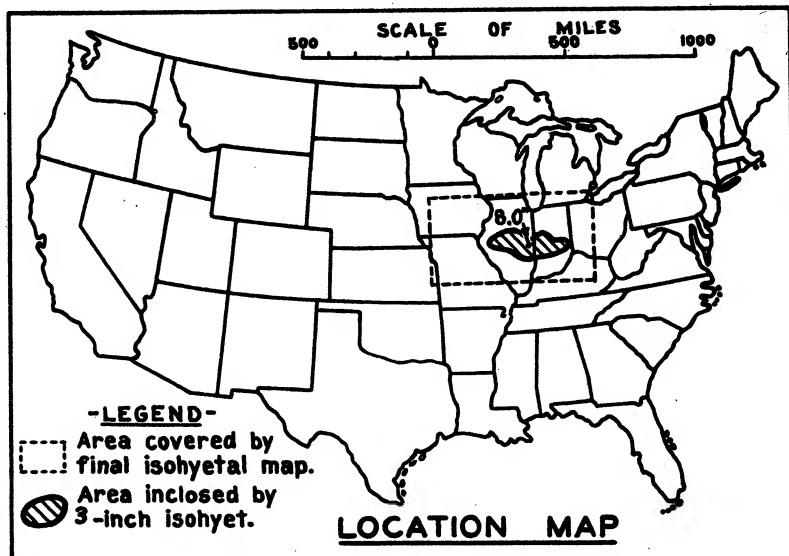 SCALE OF MILES
500 0 500 1000
8.0"
-LEGEND-
Area covered by
final isohyetal map.
Area inclosed by
3-inch isohyet.
LOCATION MAP